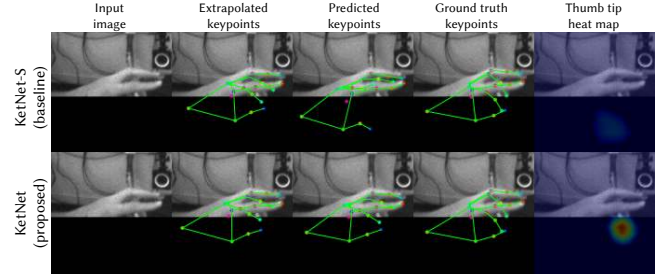 Input image
Extrapolated keypoints
Predicted keypoints
Ground truth keypoints
Thumb tip heat map
KetNet-S (baseline)
KetNet (proposed)